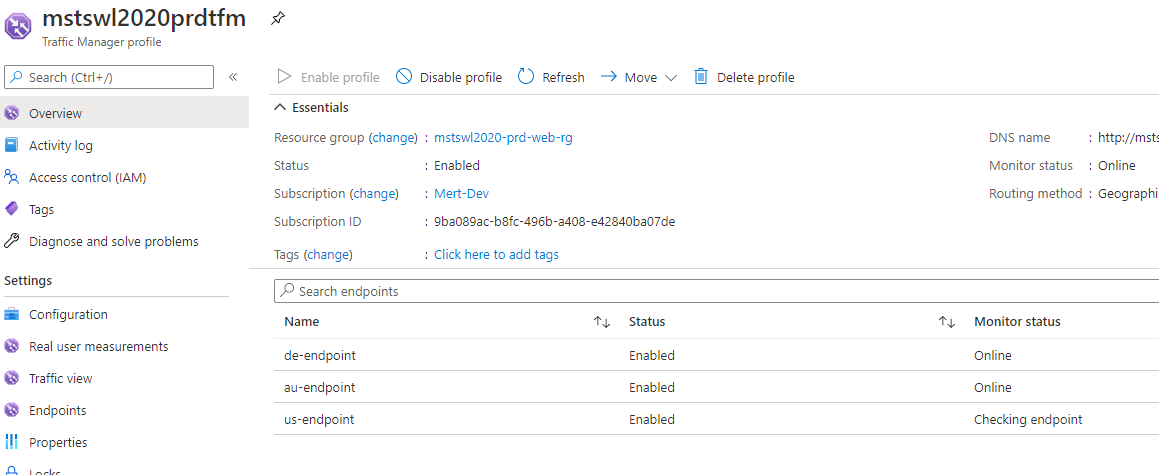 mstswl2020prdtfm
Traffic Manager profile
Search (Ctrl+/)
«
Enable profile Disable profile Refresh Move Delete profile
Overview
Activity log
Access control (IAM)
Tags
Diagnose and solve problems
Settings
Configuration
Real user measurements
Traffic view
Endpoints
Properties
Locks
Essentials
Resource group (change) : mstswl2020-prd-web-rg
Status : Enabled
Subscription (change) : Mert-Dev
Subscription ID : 9ba089ac-b8fc-496b-a408-e42840ba07de
Tags (change) : Click here to add tags
DNS name : http://msts
Monitor status : Online
Routing method : Geographi
Search endpoints
Name Status Monitor status
de-endpoint Enabled Online
au-endpoint Enabled Online
us-endpoint Enabled Checking endpoint